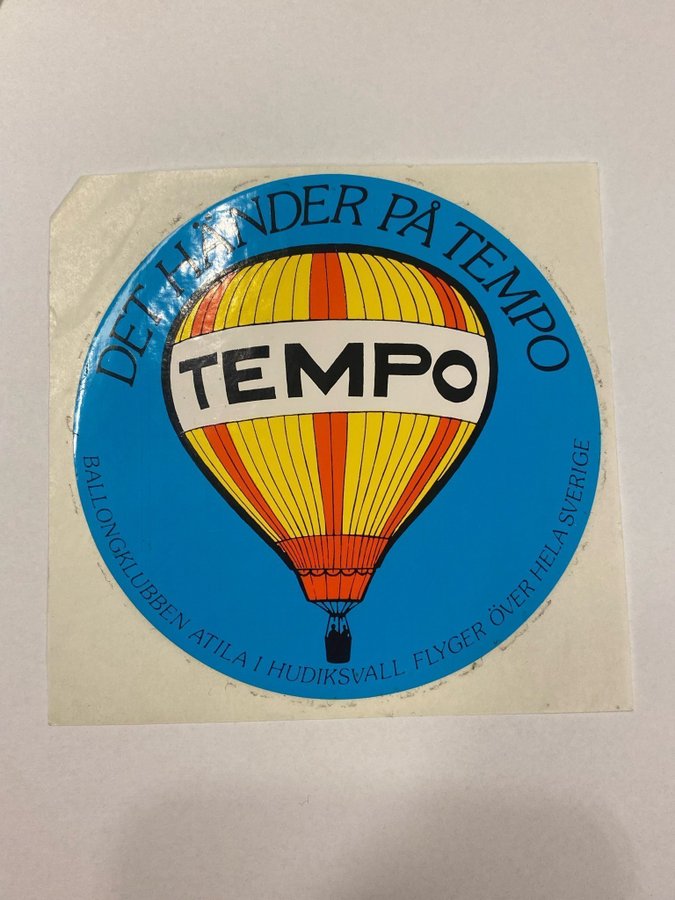 DET HÄNDER PÅ TEMPO
TEMPO
BALLONGKLUBBEN ATILA I HUDIKSVALL FLYGER ÖVER HELA SVERIGE